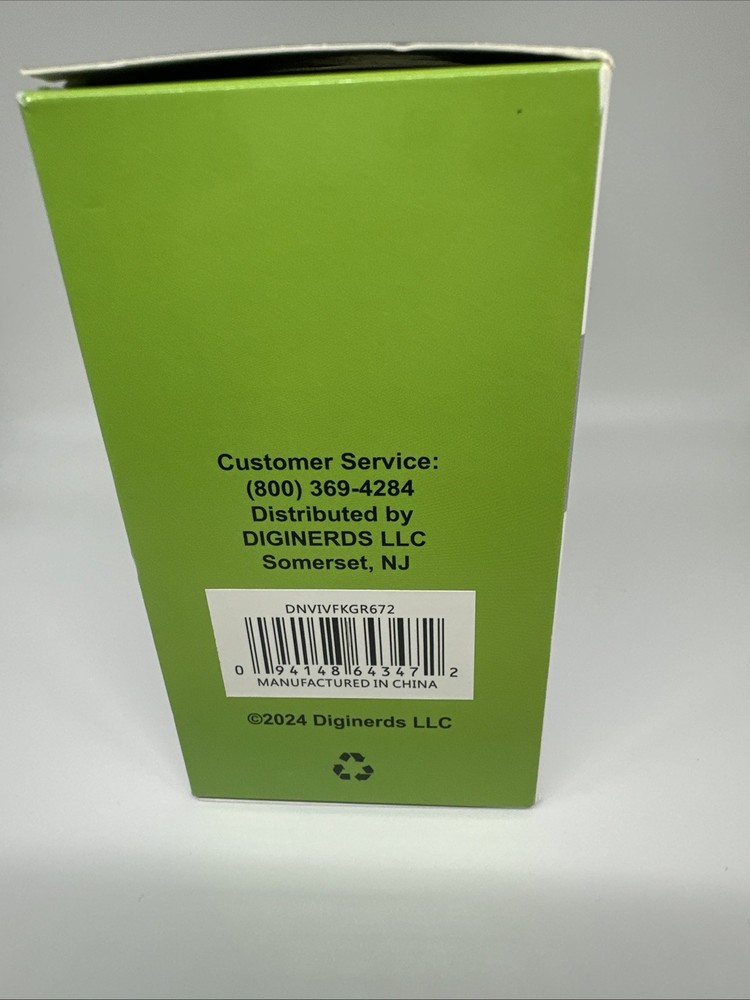 Customer Service:
(800) 369-4284
Distributed by
DIGINERDS LLC
Somerset, NJ
DNVIVFKGR672
0 94148 64347 2
MANUFACTURED IN CHINA
©2024 Diginerds LLC